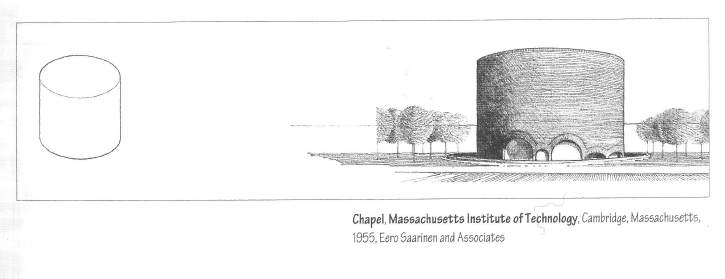 Chapel, Massachusetts Institute of Technology, Cambridge, Massachusetts,
1955, Eero Saarinen and Associates